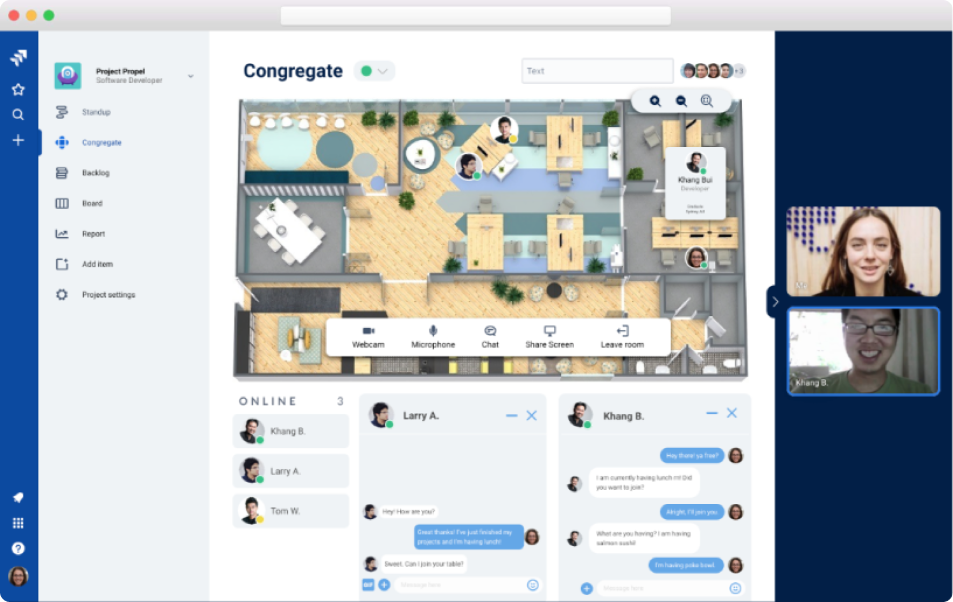 Project Propel
Software Developer
Standup
Congregate
Backlog
Board
Report
Add item
Project settings
Congregate
Text
+3
Khang Bui
Developer
Webcam
Microphone
Chat
Share Screen
Leave room
ONLINE 3
Khang B.
Larry A.
Tom W.
Larry A.
Hey! How are you?
Great thanks! I've just finished my
projects and I'm having lunch!
Sweet. Can I join your table?
GIF
Message here
Khang B.
Hey there! ya free?
I am currently having lunch rn! Did
you want to join?
Alright, I'll join you.
What are you having? I am having
salmon sushi!
I'm having poke bowl
Message here
Me
Khang B.